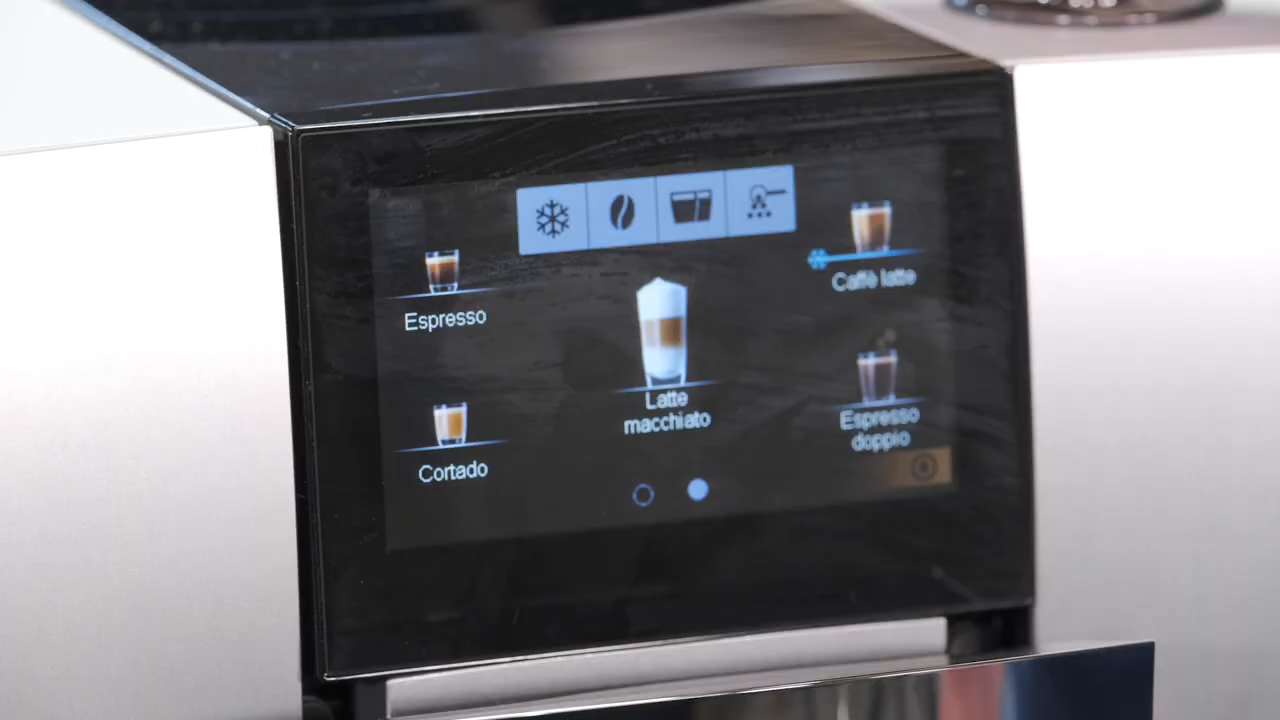 Espresso
Cortado
Latte
macchiato
Caffè latte
Espresso
doppio